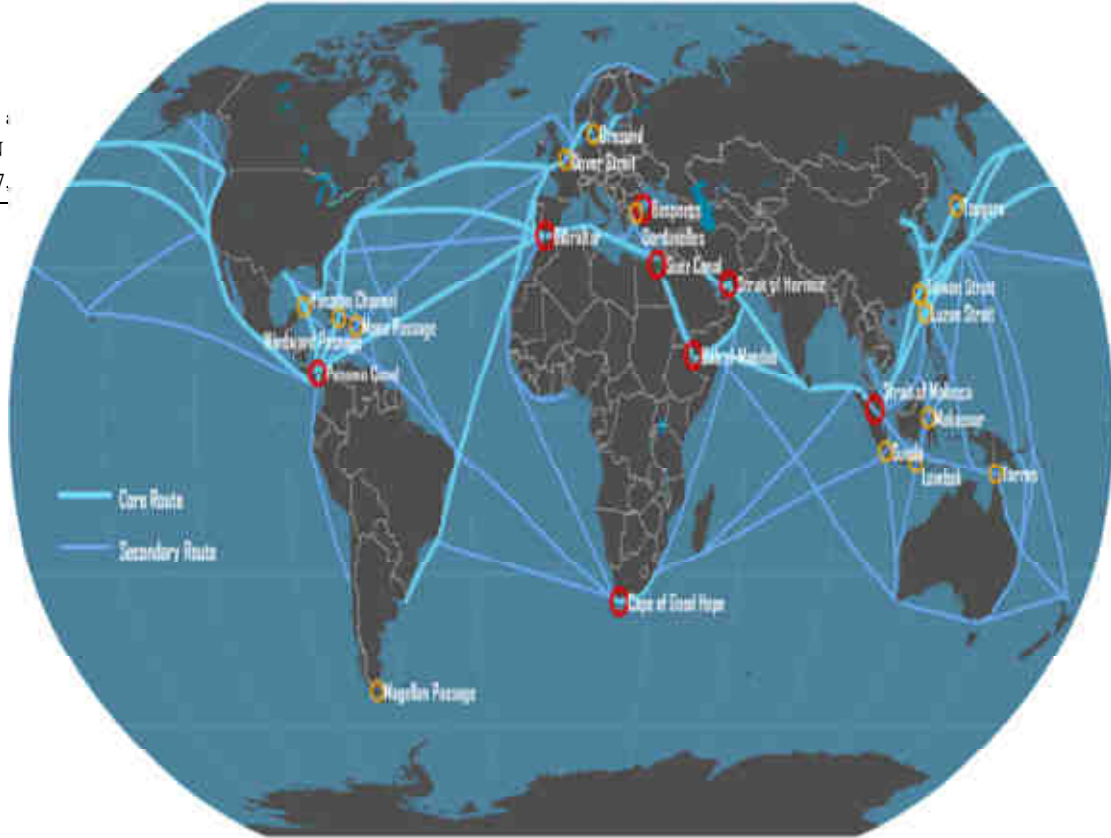 Oresund
Dover Strait
Bosporus
Dardanelles
Gibraltar
Suez Canal
Strait of Hormuz
Tsugaru
Taiwan Strait
Luzon Strait
Channel
Mona Passage
Windward Passage
Panama Canal
Bab el-Mandab
Strait of Malacca
Makassar
Sunda
Lombok
Torres
Core Route
Secondary Route
Cape of Good Hope
Magellan Passage